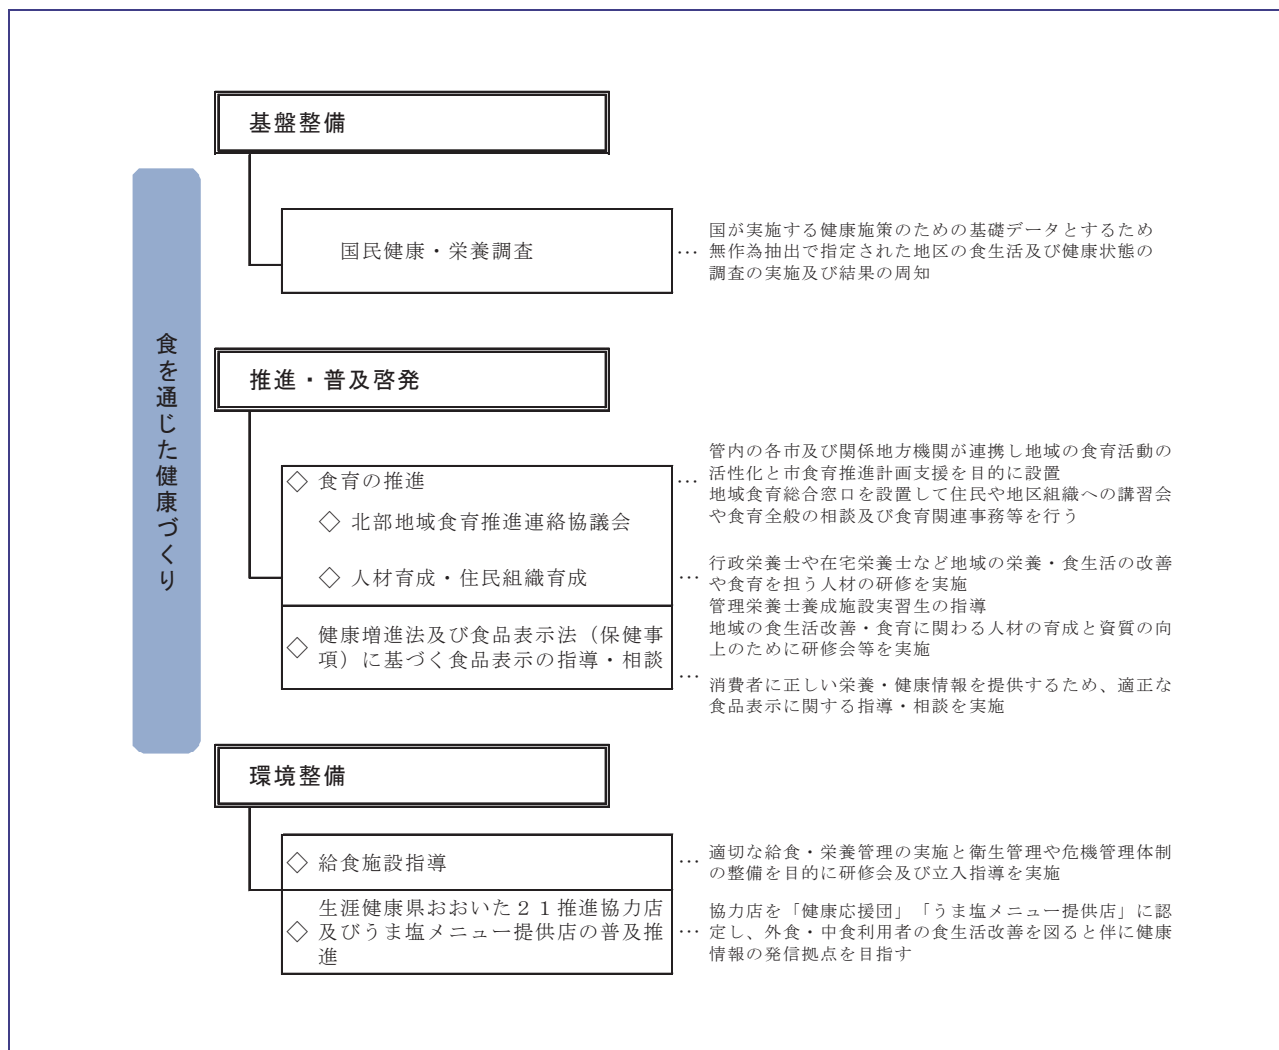 食を通じた健康づくり
基盤整備
国民健康・栄養調査
… 国が実施する健康施策のための基礎データとするため
無作為抽出で指定された地区の食生活及び健康状態の
調査の実施及び結果の周知
推進・普及啓発
◇ 食育の推進
◇ 北部地域食育推進連絡協議会
… 管内の各市及び関係地方機関が連携し地域の食育活動の
活性化と市食育推進計画支援を目的に設置
地域食育総合窓口を設置して住民や地区組織への講習会
や食育全般の相談及び食育関連事務等を行う
◇ 人材育成・住民組織育成
… 行政栄養士や在宅栄養士など地域の栄養・食生活の改善
や食育を担う人材の研修を実施
管理栄養士養成施設実習生の指導
地域の食生活改善・食育に関わる人材の育成と資質の向
上のために研修会等を実施
◇ 健康増進法及び食品表示法（保健事
項）に基づく食品表示の指導・相談
… 消費者に正しい栄養・健康情報を提供するため、適正な
食品表示に関する指導・相談を実施
環境整備
◇ 給食施設指導
… 適切な給食・栄養管理の実施と衛生管理や危機管理体制
の整備を目的に研修会及び立入指導を実施
◇ 生涯健康県おおいた２１推進協力店
及びうま塩メニュー提供店の普及推
進
… 協力店を「健康応援団」「うま塩メニュー提供店」に認
定し、外食・中食利用者の食生活改善を図ると伴に健康
情報の発信拠点を目指す